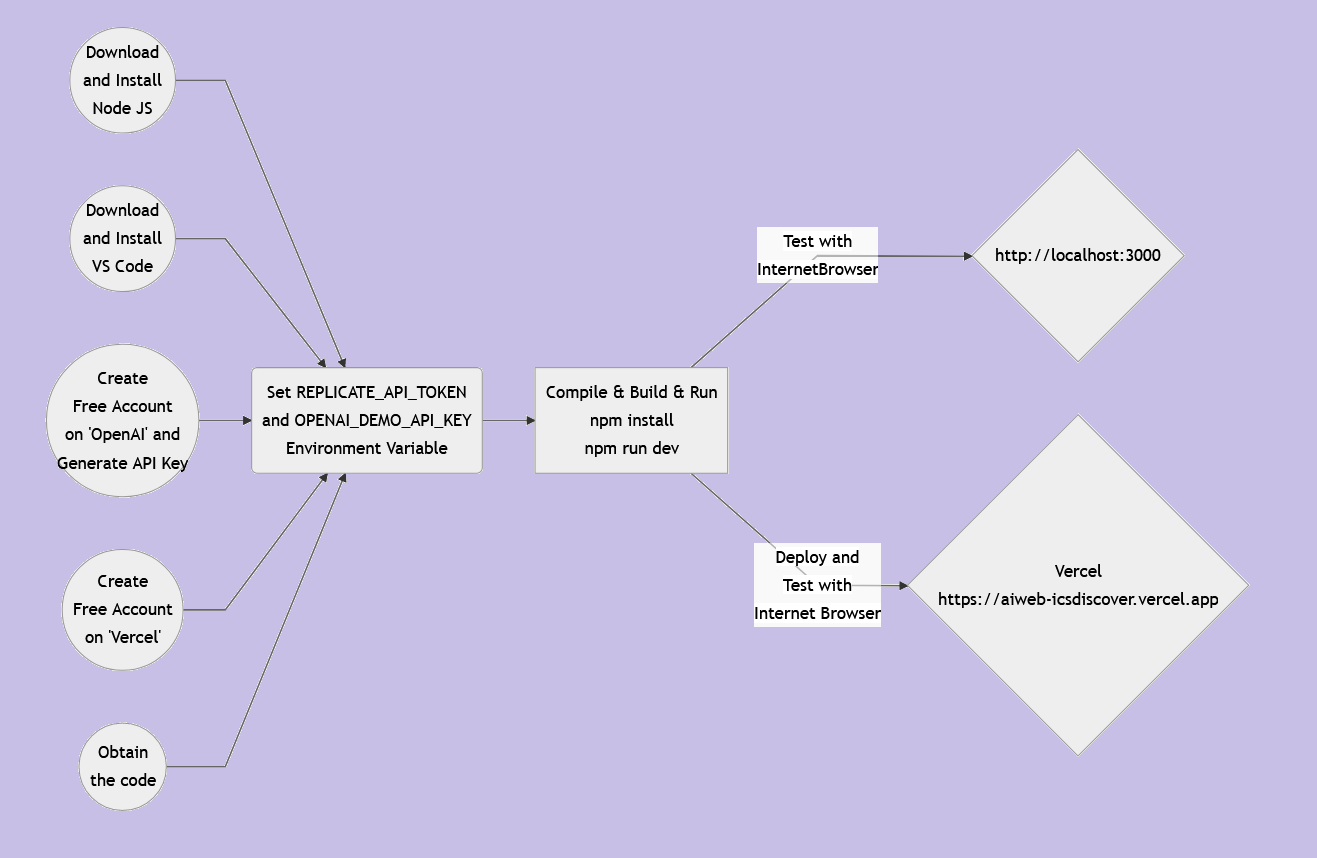 Download
and Install
Node JS
Download
and Install
VS Code
Create
Free Account
on 'OpenAI' and
Generate API Key
Create
Free Account
on 'Vercel'
Obtain
the code
Set REPLICATE_API_TOKEN
and OPENAI_DEMO_API_KEY
Environment Variable
Compile & Build & Run
npm install
npm run dev
Test with
InternetBrowser
http://localhost:3000
Deploy and
Test with
Internet Browser
Vercel
https://aiweb-icsdiscover.vercel.app